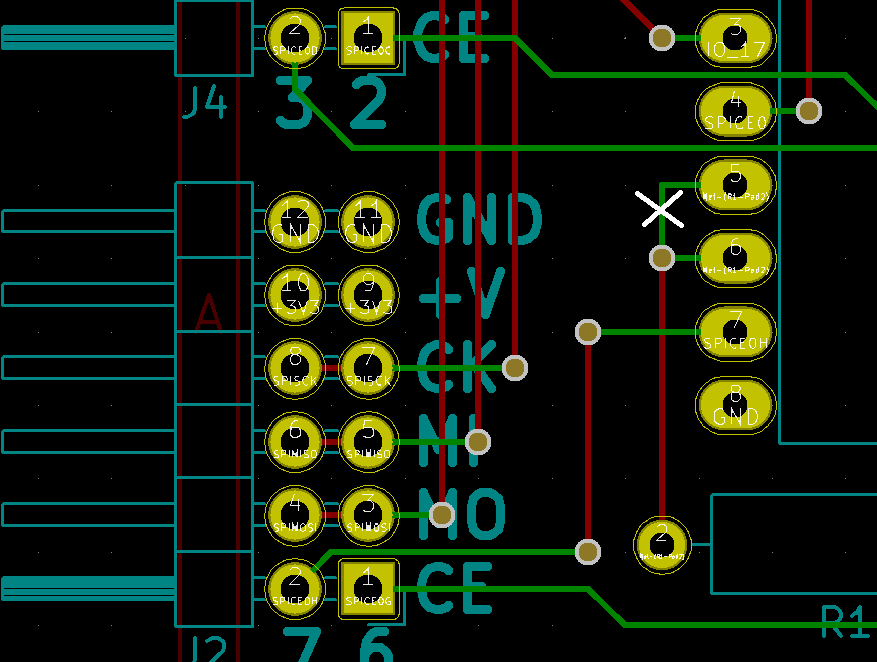 2 SPICE0D
1 SPICE0C
CE
3 IO_17
J4
3 2
4 SPICE0
5 Net-(R1-Pad2)
12 GND
11 GND
GND
6 Net-(R1-Pad2)
10 +3V3
9 +3V3
+V
A
7 SPICE0H
8 SPISCK
7 SPISCK
CK
8 GND
6 SPIMISO
5 SPIMISO
MI
4 SPIMOSI
3 SPIMOSI
MO
2 Net-(R1-Pad2)
2 SPICE0H
1 SPICE0G
CE
R1
J2
7 6